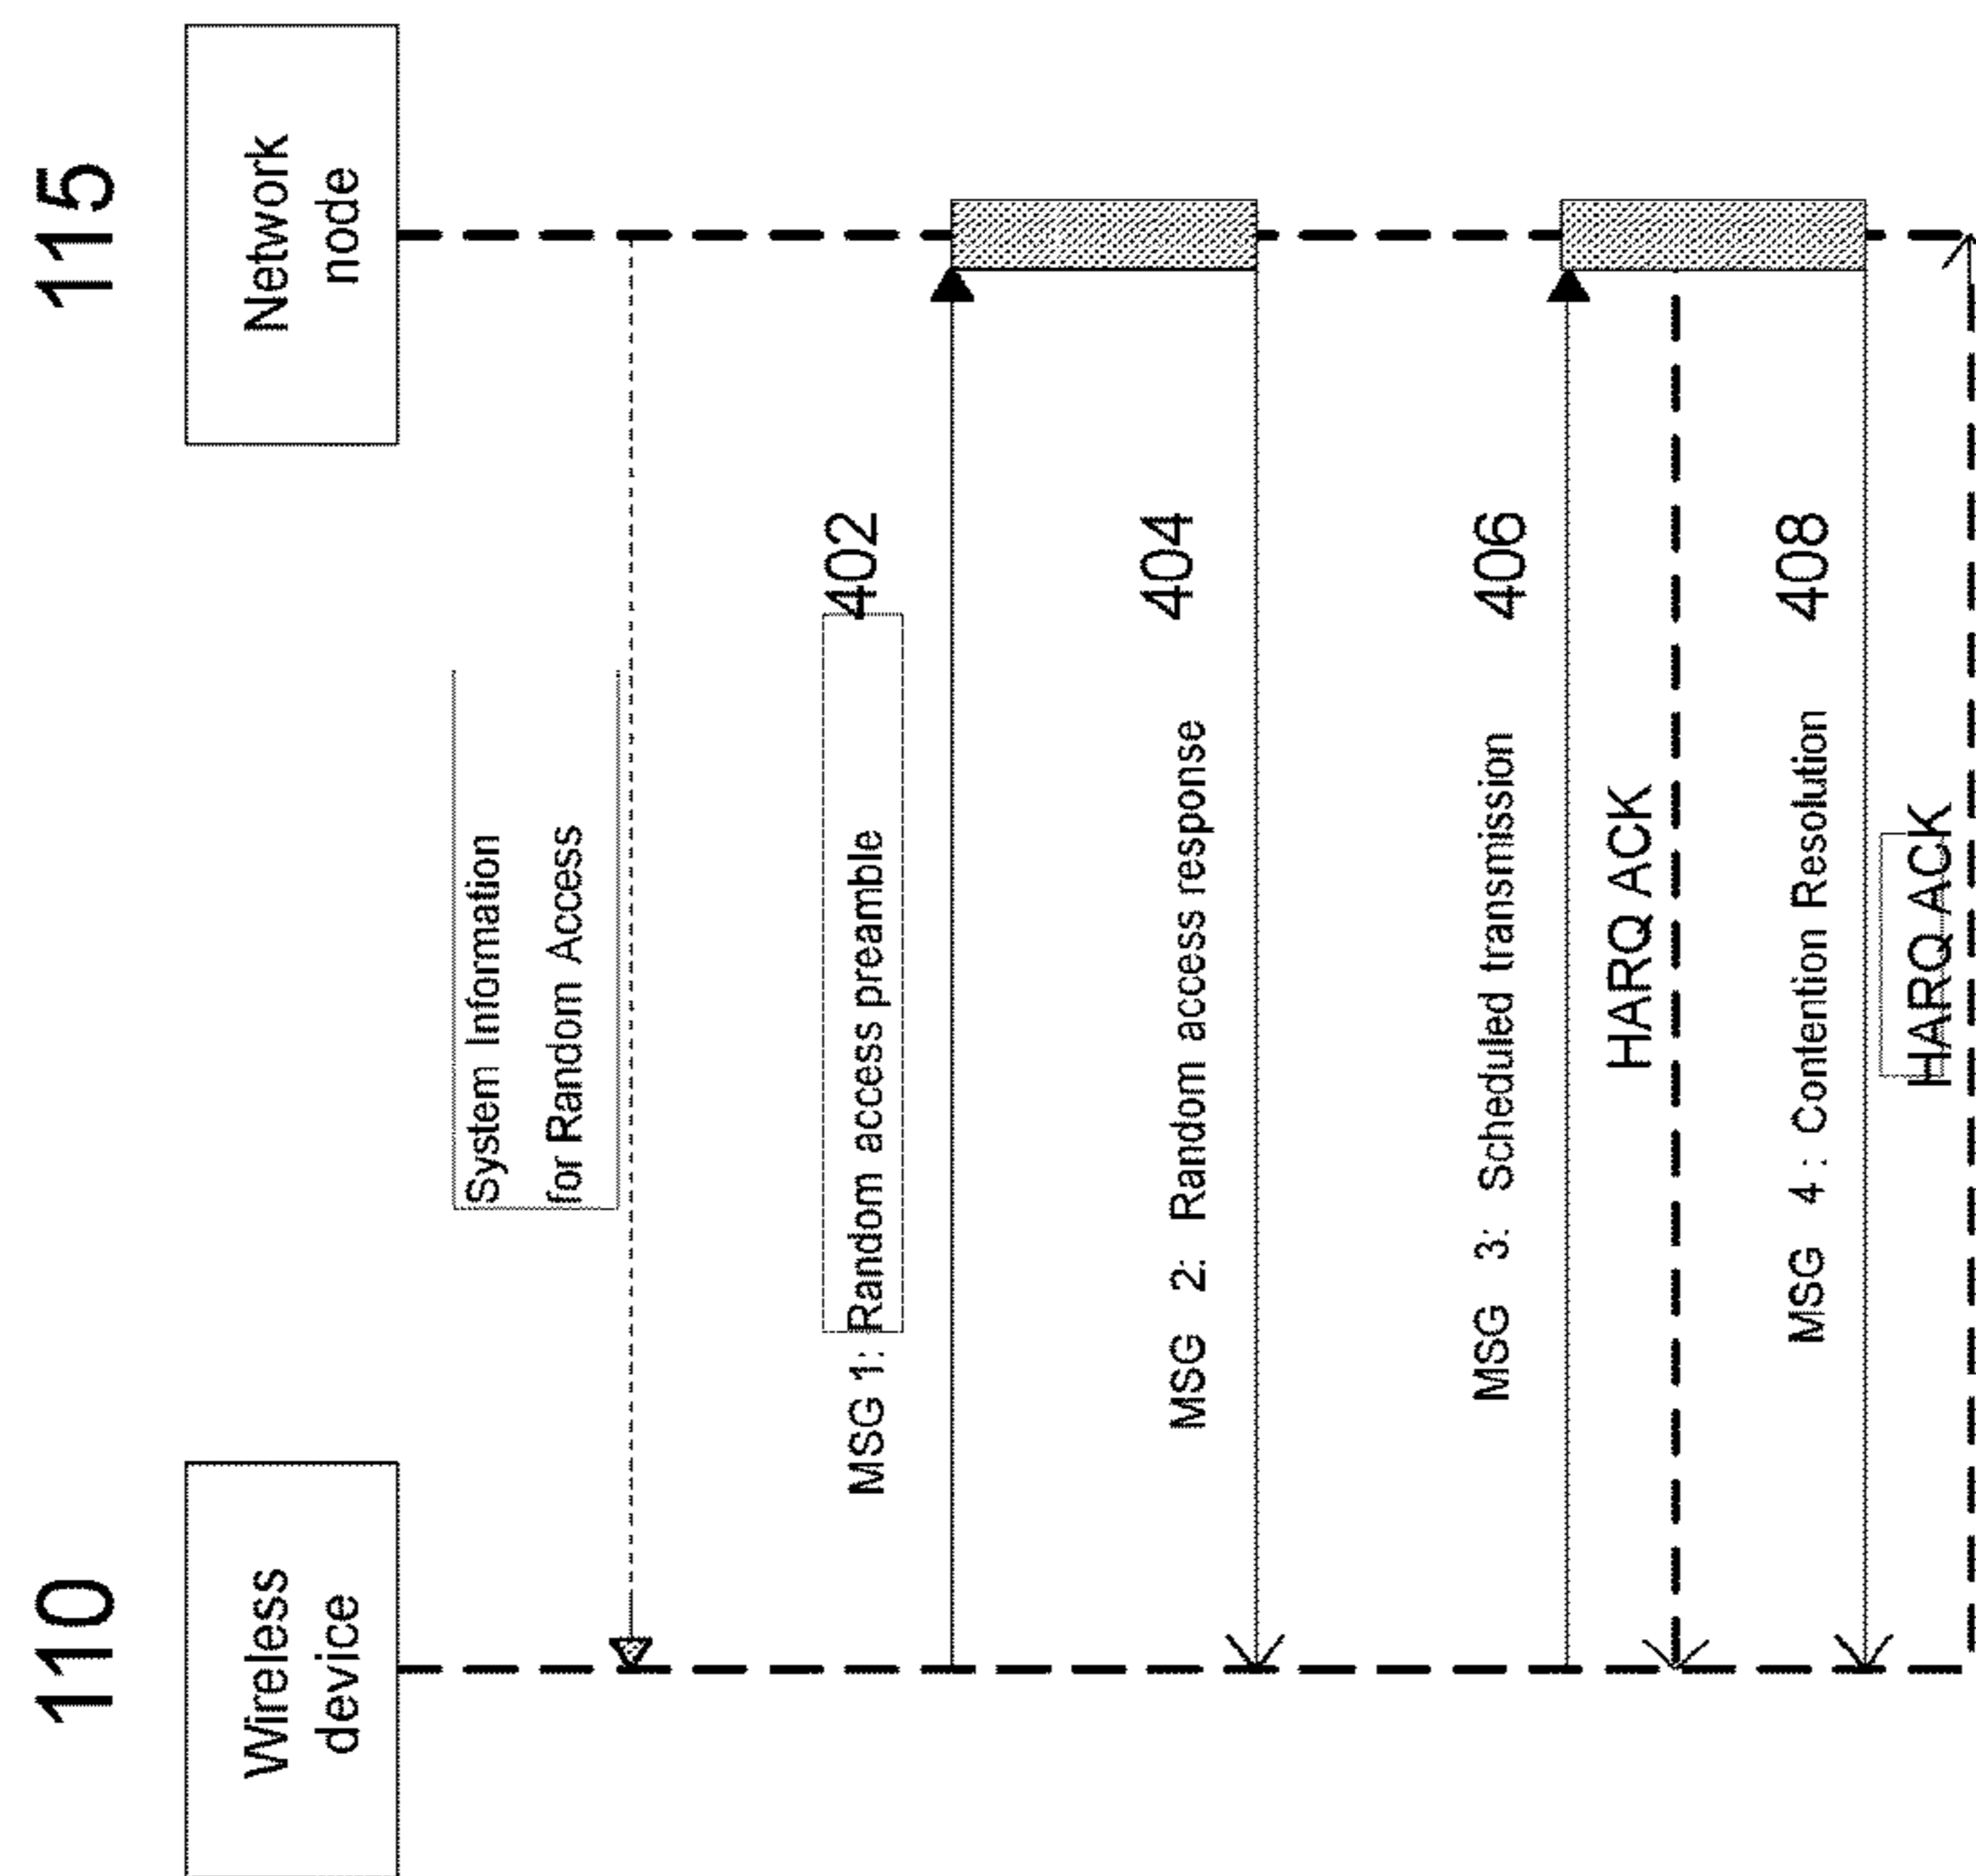 110
115
Wireless
device
Network
node
System Information
for Random Access
MSG 1: Random access preamble 402
MSG 2: Random access response 404
MSG 3: Scheduled transmission 406
HARQ ACK
MSG 4 : Contention Resolution 408
HARQ ACK